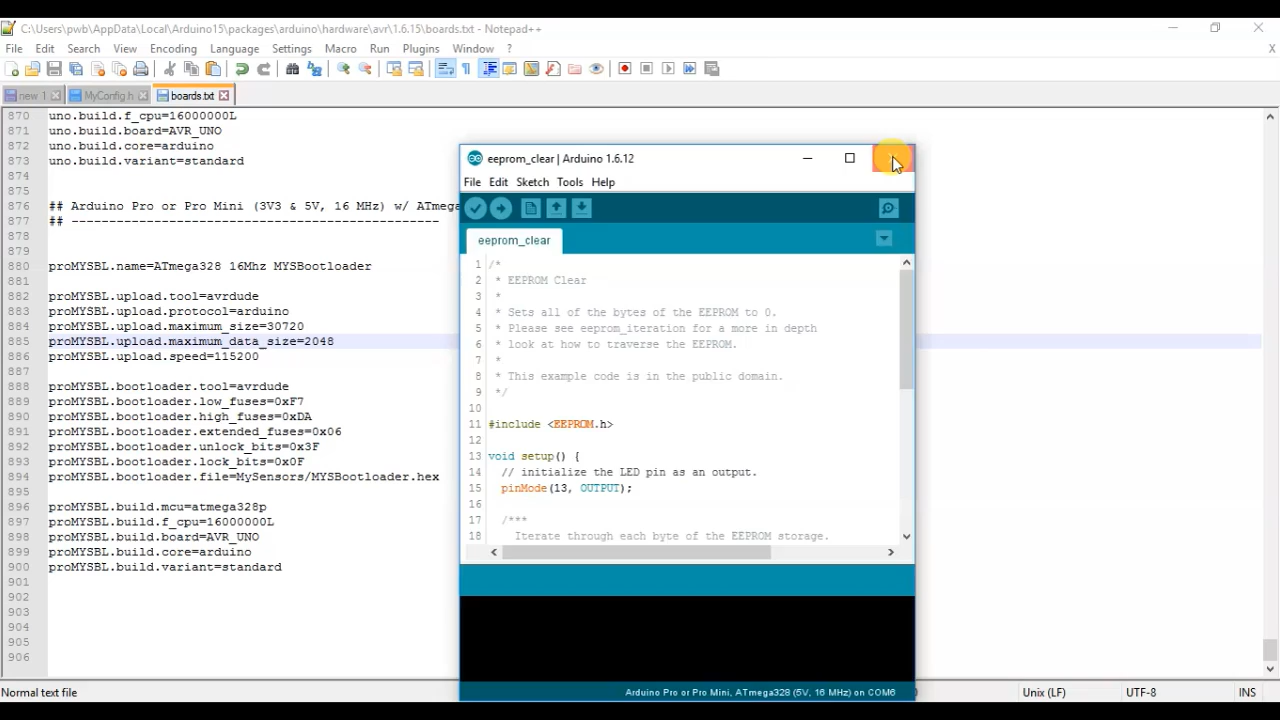 C:\Users\pwb\AppData\Local\Arduino15\packages\arduino\hardware\avr\1.6.15\boards.txt - Notepad++
File Edit Search View Encoding Language Settings Macro Run Plugins Window ? X
new 1 MyConfig.h boards.txt
870 uno.build.f_cpu=16000000L
871 uno.build.board=AVR_UNO
872 uno.build.core=arduino
873 uno.build.variant=standard
874
875
876 ## Arduino Pro or Pro Mini (3V3 & 5V, 16 MHz) w/ ATmega
877 ## ---------------------------------------------
878
879
880 proMYSBL.name=ATmega328 16Mhz MYSBootloader
881
882 proMYSBL.upload.tool=avrdude
883 proMYSBL.upload.protocol=arduino
884 proMYSBL.upload.maximum_size=30720
885 proMYSBL.upload.maximum_data_size=2048
886 proMYSBL.upload.speed=115200
887
888 proMYSBL.bootloader.tool=avrdude
889 proMYSBL.bootloader.low_fuses=0xF7
890 proMYSBL.bootloader.high_fuses=0xDA
891 proMYSBL.bootloader.extended_fuses=0x06
892 proMYSBL.bootloader.unlock_bits=0x3F
893 proMYSBL.bootloader.lock_bits=0x0F
894 proMYSBL.bootloader.file=MySensors/MYSBootloader.hex
895
896 proMYSBL.build.mcu=atmega328p
897 proMYSBL.build.f_cpu=16000000L
898 proMYSBL.build.board=AVR_UNO
899 proMYSBL.build.core=arduino
900 proMYSBL.build.variant=standard
901
902
903
904
905
906
eeprom_clear | Arduino 1.6.12
File Edit Sketch Tools Help
eeprom_clear
1 /*
2 * EEPROM Clear
3 *
4 * Sets all of the bytes of the EEPROM to 0.
5 * Please see eeprom_iteration for a more in depth
6 * look at how to traverse the EEPROM.
7 *
8 * This example code is in the public domain.
9 */
10
11 #include <EEPROM.h>
12
13 void setup() {
14 // initialize the LED pin as an output.
15 pinMode(13, OUTPUT);
16
17 /***
18 Iterate through each byte of the EEPROM storage.
Arduino Pro or Pro Mini, ATmega328 (5V, 16 MHz) on COM6
Normal text file Unix (LF) UTF-8 INS